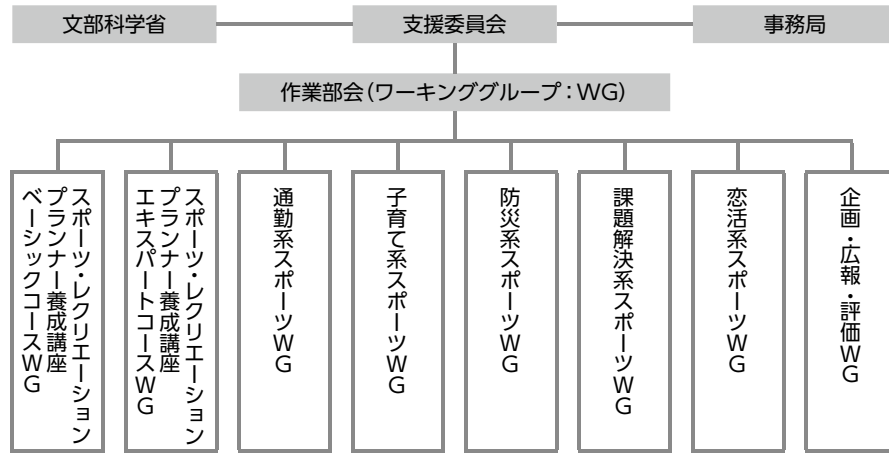 文部科学省
支援委員会
事務局
作業部会(ワーキンググループ:WG)
スポーツ・レクリエーション
プランナー養成講座
ベーシックコースWG
スポーツ・レクリエーション
プランナー養成講座
エキスパートコースWG
通勤系スポーツWG
子育て系スポーツWG
防災系スポーツWG
課題解決系スポーツWG
恋活系スポーツWG
企画・広報・評価WG